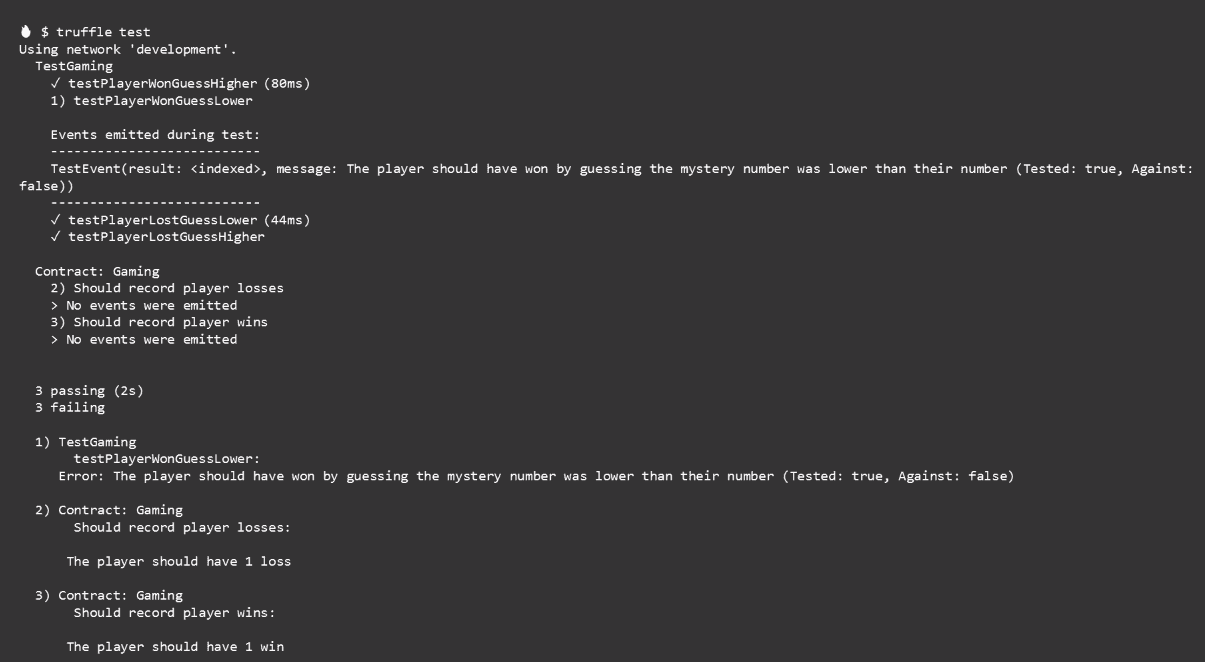 $ truffle test
Using network 'development'.
TestGaming
✓ testPlayerWonGuessHigher (80ms)
1) testPlayerWonGuessLower
Events emitted during test:
---------------------------
TestEvent(result: <indexed>, message: The player should have won by guessing the mystery number was lower than their number (Tested: true, Against:
false))
---------------------------
✓ testPlayerLostGuessLower (44ms)
✓ testPlayerLostGuessHigher
Contract: Gaming
2) Should record player losses
> No events were emitted
3) Should record player wins
> No events were emitted
3 passing (2s)
3 failing
1) TestGaming
testPlayerWonGuessLower:
Error: The player should have won by guessing the mystery number was lower than their number (Tested: true, Against: false)
2) Contract: Gaming
Should record player losses:
The player should have 1 loss
3) Contract: Gaming
Should record player wins:
The player should have 1 win